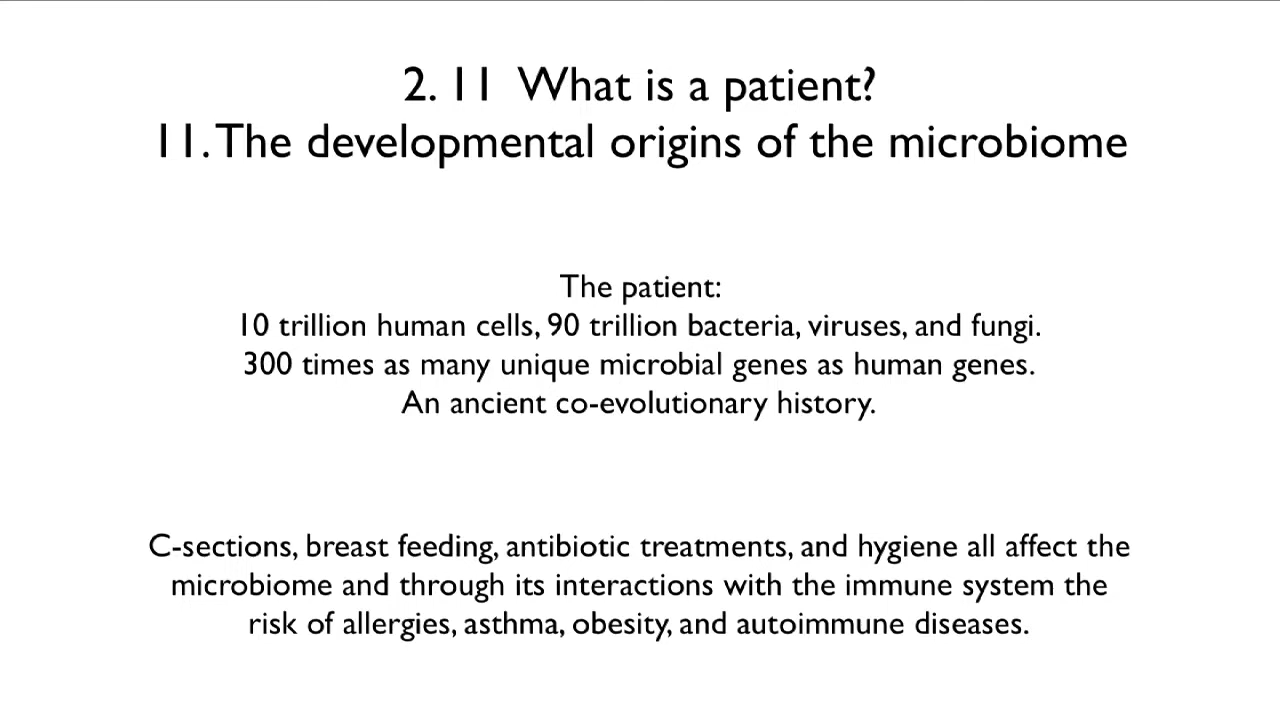 2. 11 What is a patient?
11. The developmental origins of the microbiome
The patient:
10 trillion human cells, 90 trillion bacteria, viruses, and fungi.
300 times as many unique microbial genes as human genes.
An ancient co-evolutionary history.
C-sections, breast feeding, antibiotic treatments, and hygiene all affect the
microbiome and through its interactions with the immune system the
risk of allergies, asthma, obesity, and autoimmune diseases.